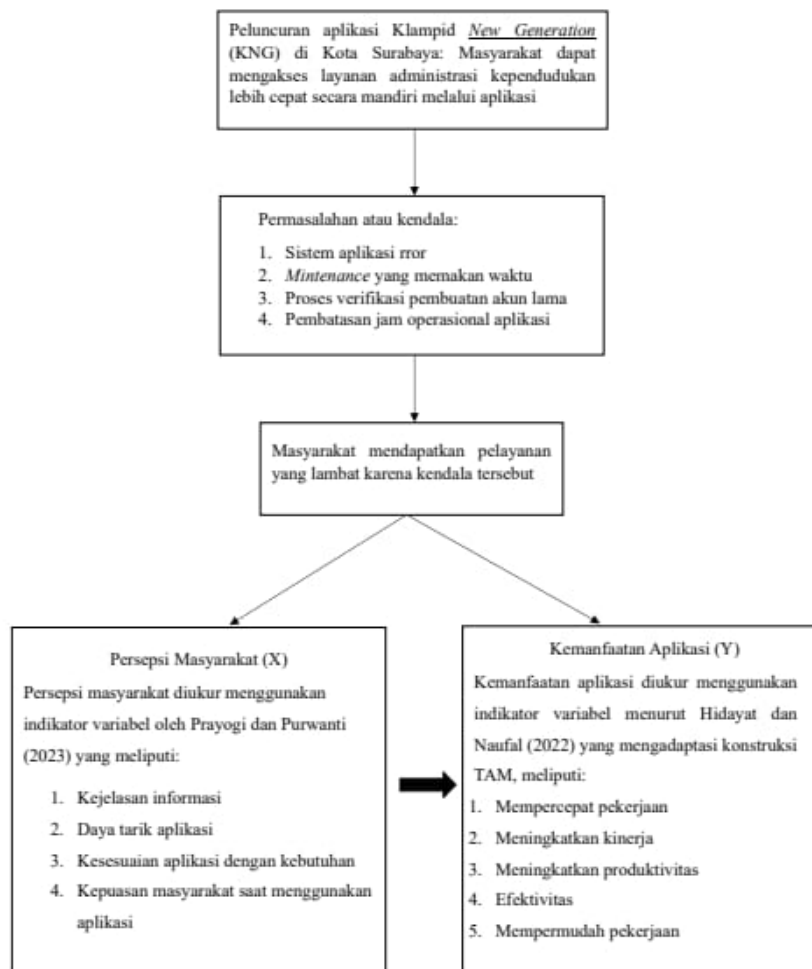 Peluncuran aplikasi Klampid New Generation
(KNG) di Kota Surabaya: Masyarakat dapat
mengakses layanan administrasi kependudukan
lebih cepat secara mandiri melalui aplikasi
Permasalahan atau kendala:
1. Sistem aplikasi rror
2. Mintenance yang memakan waktu
3. Proses verifikasi pembuatan akun lama
4. Pembatasan jam operasional aplikasi
Masyarakat mendapatkan pelayanan
yang lambat karena kendala tersebut
Persepsi Masyarakat (X)
Persepsi masyarakat diukur menggunakan
indikator variabel oleh Prayogi dan Purwanti
(2023) yang meliputi:
1. Kejelasan informasi
2. Daya tarik aplikasi
3. Kesesuaian aplikasi dengan kebutuhan
4. Kepuasan masyarakat saat menggunakan
aplikasi
Kemanfaatan Aplikasi (Y)
Kemanfaatan aplikasi diukur menggunakan
indikator variabel menurut Hidayat dan
Naufal (2022) yang mengadaptasi konstruksi
TAM, meliputi:
1. Mempercepat pekerjaan
2. Meningkatkan kinerja
3. Meningkatkan produktivitas
4. Efektivitas
5. Mempermudah pekerjaan